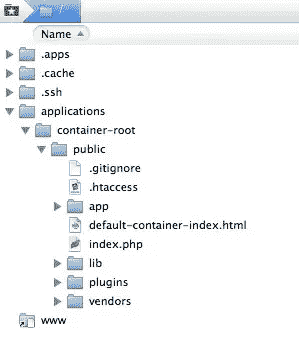 Name
.apps
.cache
.ssh
applications
container-root
public
.gitignore
.htaccess
app
default-container-index.html
index.php
lib
plugins
vendors
www